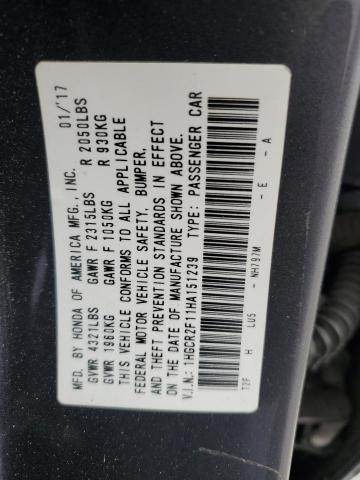 MFD. BY HONDA OF AMERICA MFG., INC. 01/'17
GVWR 4321LBS GAWR F 2315LBS R 2050LBS
GVWR 1960KG GAWR F 1050KG R 930KG
THIS VEHICLE CONFORMS TO ALL APPLICABLE
FEDERAL MOTOR VEHICLE SAFETY, BUMPER,
AND THEFT PREVENTION STANDARDS IN EFFECT
ON THE DATE OF MANUFACTURE SHOWN ABOVE.
V.I.N.: 1HGCR2F11HA151239 TYPE: PASSENGER CAR
T2F H LU5 - NH797M - E - A